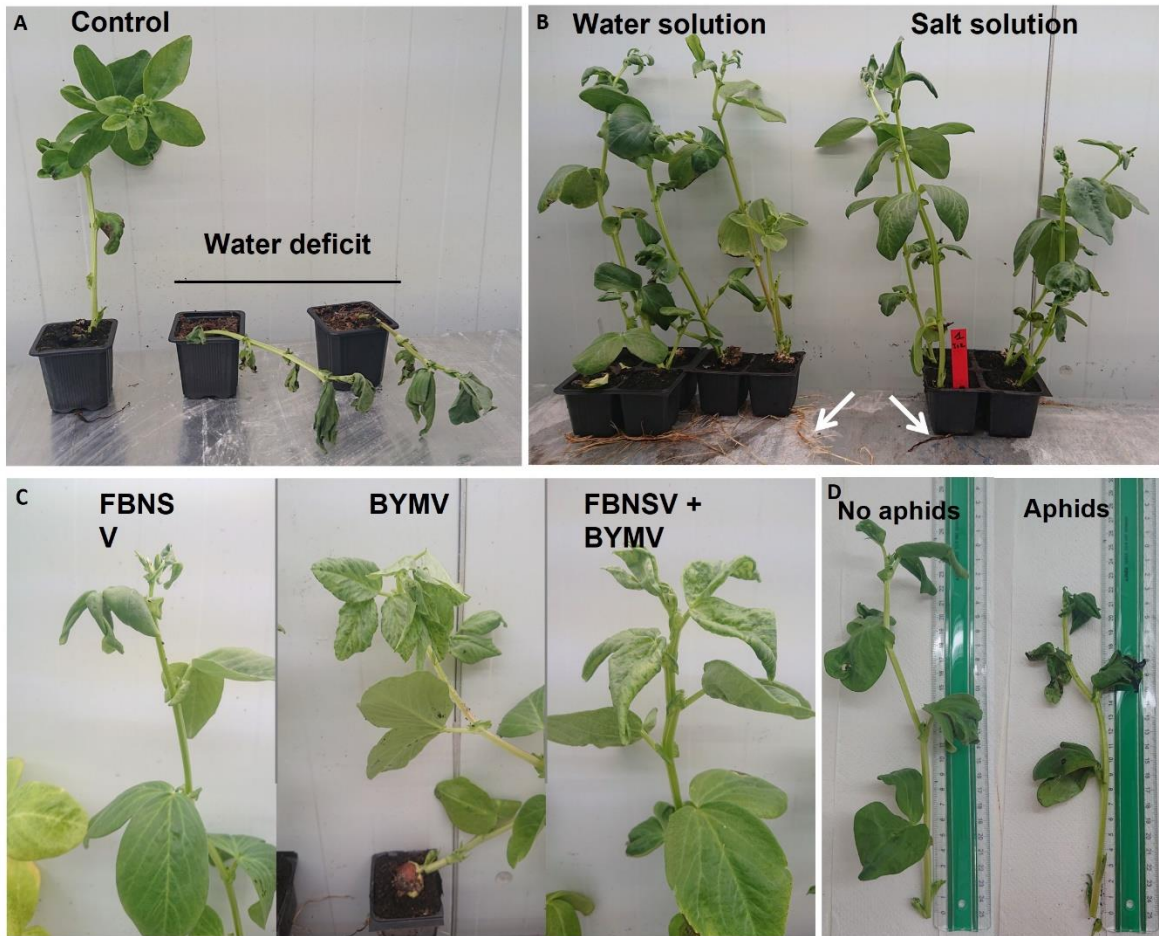 A
Control
Water deficit
B
Water solution
Salt solution
C
FBNS
V
BYMV
FBNSV +
BYMV
D
No aphids
Aphids